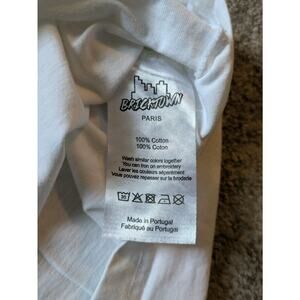 BRICKTOWN
PARIS
100% Cotton
100% Coton
Wash similar colors together
You can iron on embroidery
Laver les couleurs séparément
Vous pouvez repasser sur la broderie
30
Made in Portugal
Fabriqué au Portugal